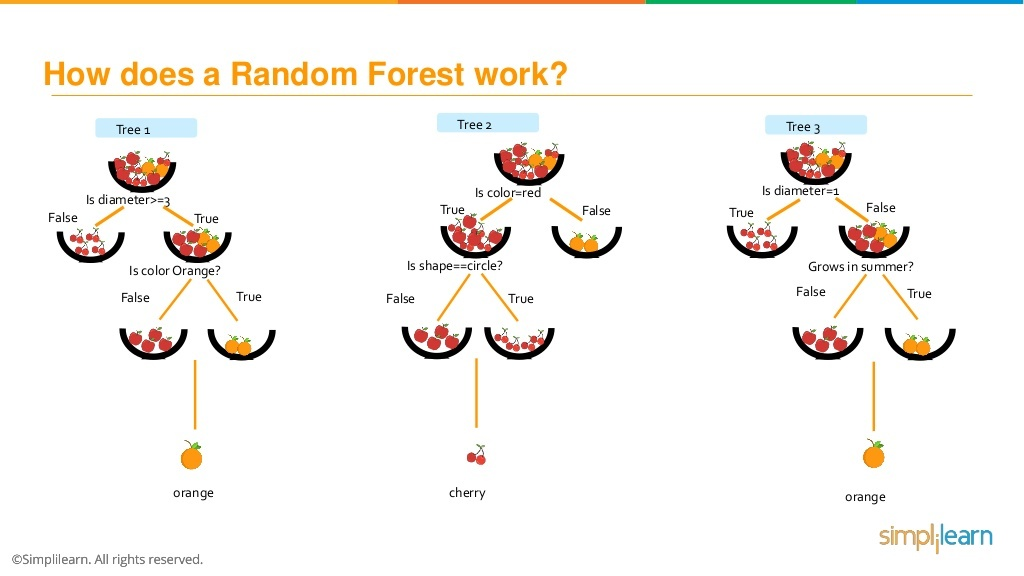 How does a Random Forest work?
Tree 1
Tree 2
Tree 3
Is diameter>=3
False
True
Is color Orange?
False
True
orange
Is color=red
True
False
Is shape==circle?
False
True
cherry
Is diameter=1
True
False
Grows in summer?
False
True
orange
simplilearn
©Simplilearn. All rights reserved.